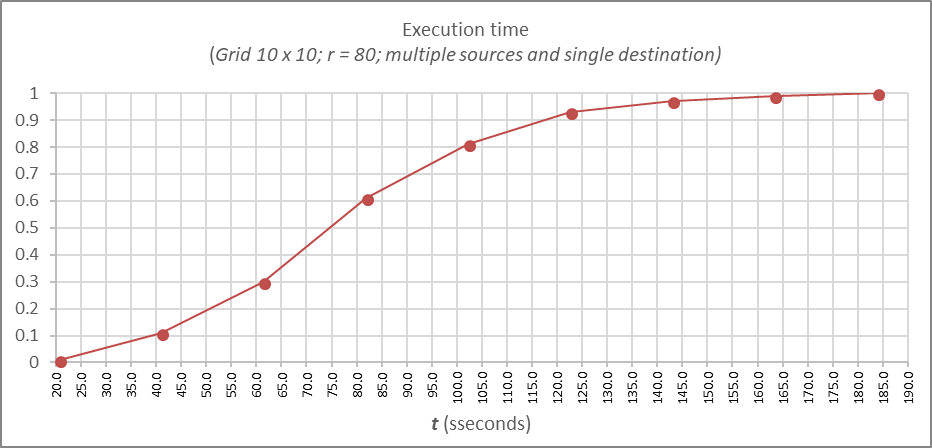 Execution time
(Grid 10 x 10; r = 80; multiple sources and single destination)
1
0.9
0.8
0.7
0.6
0.5
0.4
0.3
0.2
0.1
0
20.0 25.0 30.0 35.0 40.0 45.0 50.0 55.0 60.0 65.0 70.0 75.0 80.0 85.0 90.0 95.0 100.0 105.0 110.0 115.0 120.0 125.0 130.0 135.0 140.0 145.0 150.0 155.0 160.0 165.0 170.0 175.0 180.0 185.0 190.0
t (sseconds)